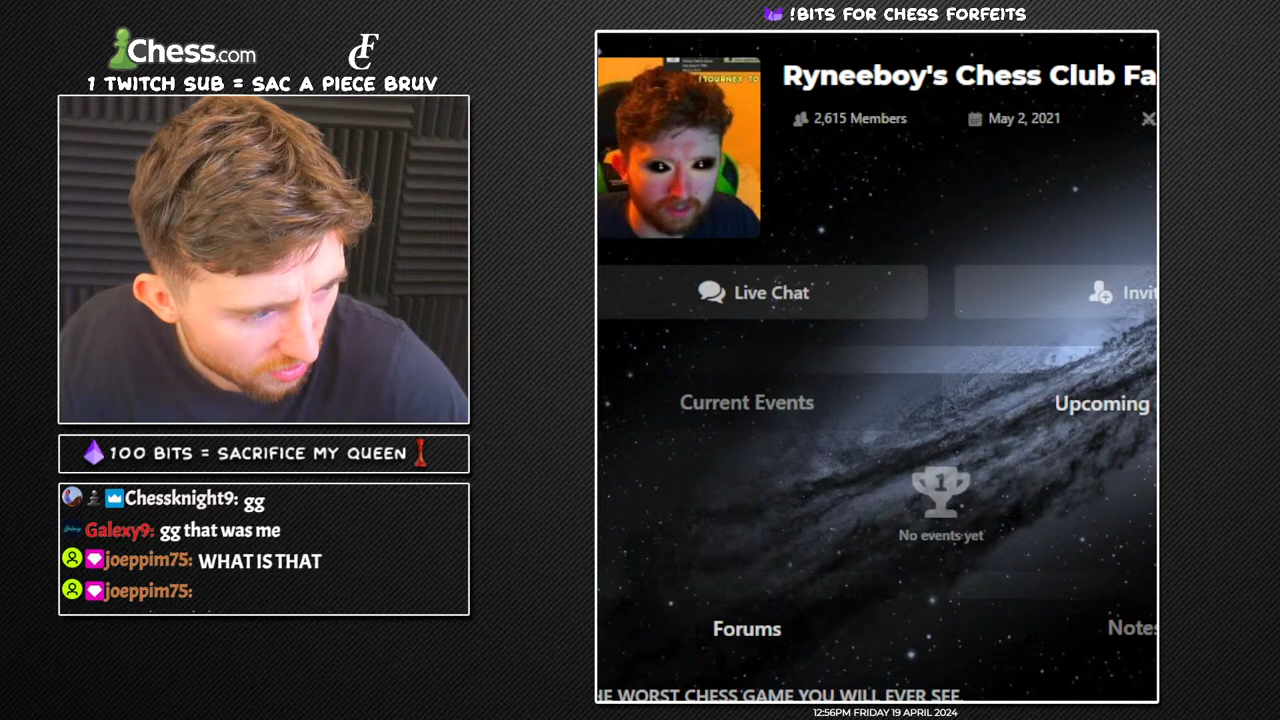 !BITS FOR CHESS FORFEITS
Chess.com
1 TWITCH SUB = SAC A PIECE BRUV
Ryneeboy's Chess Club Fa
2,615 Members
May 2, 2021
Live Chat
Invit
Current Events
Upcoming
100 BITS = SACRIFICE MY QUEEN
Chessknight9: gg
Galexy9: gg that was me
joeppim75: WHAT IS THAT
joeppim75:
1
No events yet
Forums
Notes
HE WORST CHESS GAME YOU WILL EVER SEE.
12:56PM FRIDAY 19 APRIL 2024